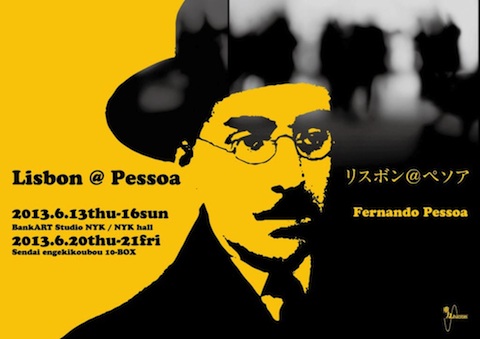 Lisbon @ Pessoa
2013.6.13thu-16sun
BankART Studio NYK / NYK hall
2013.6.20thu-21fri
Sendai engekikoubou 10-BOX
リスボン@ペソア
Fernando Pessoa